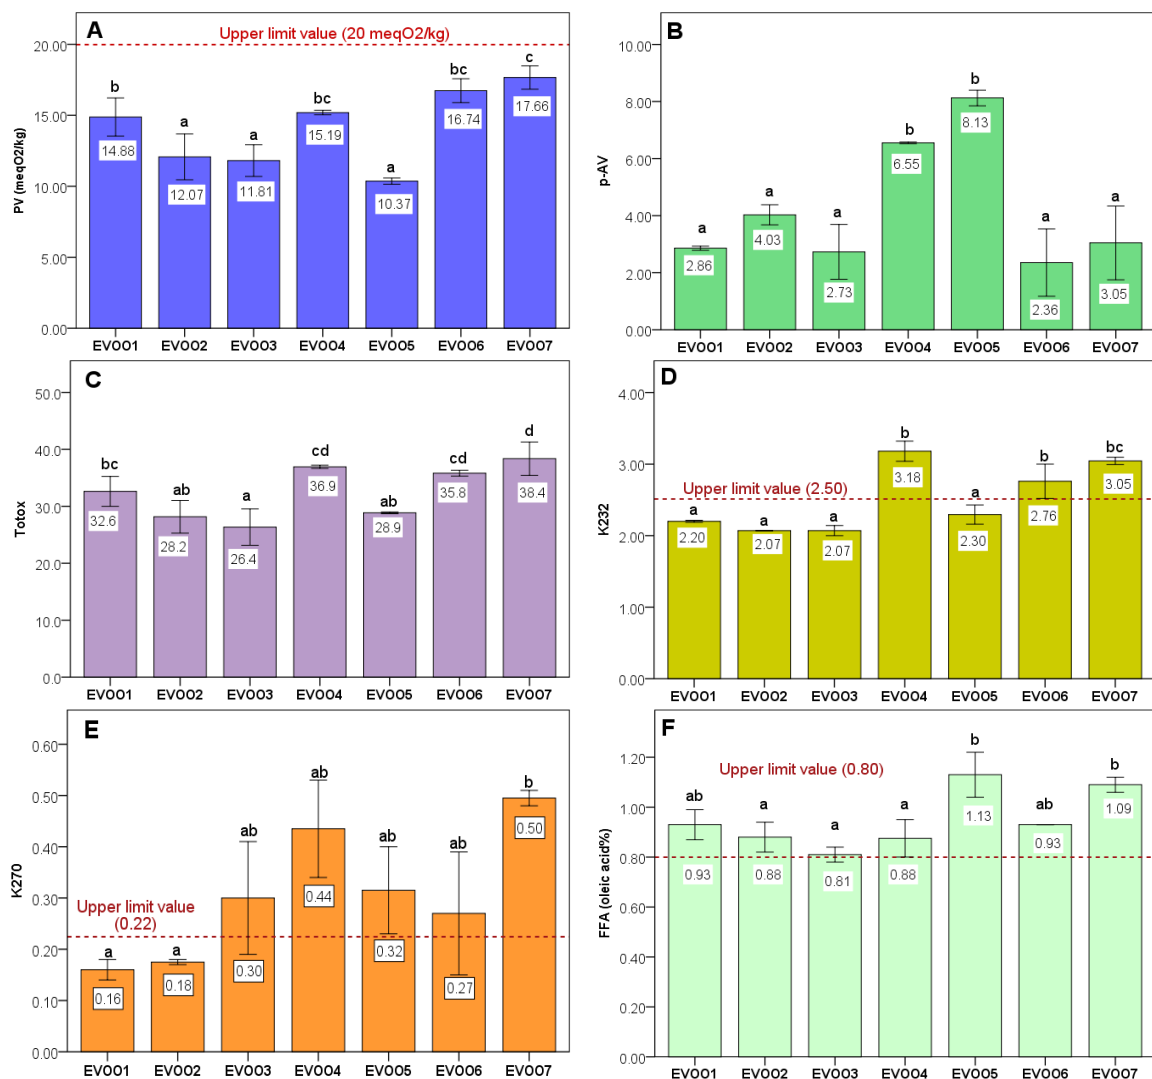 A
Upper limit value (20 meqO2/kg)
PV (meqO2/kg)
20.00
15.00
10.00
5.00
0.00
b
a
a
bc
a
bc
c
14.88
12.07
11.81
15.19
10.37
16.74
17.66
EVOO1 EVOO2 EVOO3 EVOO4 EVOO5 EVOO6 EVOO7
B
p-AV
10.00
8.00
6.00
4.00
2.00
0.00
a
a
a
b
b
a
a
2.86
4.03
2.73
6.55
8.13
2.36
3.05
EVOO1 EVOO2 EVOO3 EVOO4 EVOO5 EVOO6 EVOO7
C
Totox
50.0
40.0
30.0
20.0
10.0
0.0
bc
ab
a
cd
ab
cd
d
32.6
28.2
26.4
36.9
28.9
35.8
38.4
EVOO1 EVOO2 EVOO3 EVOO4 EVOO5 EVOO6 EVOO7
D
Upper limit value (2.50)
K232
4.00
3.00
2.00
1.00
0.00
a
a
a
b
a
b
bc
2.20
2.07
2.07
3.18
2.30
2.76
3.05
EVOO1 EVOO2 EVOO3 EVOO4 EVOO5 EVOO6 EVOO7
E
Upper limit value
(0.22)
K270
0.60
0.50
0.40
0.30
0.20
0.10
0.00
a
a
ab
ab
ab
ab
b
0.16
0.18
0.30
0.44
0.32
0.27
0.50
EVOO1 EVOO2 EVOO3 EVOO4 EVOO5 EVOO6 EVOO7
F
Upper limit value (0.80)
FFA (oleic acid%)
1.20
1.00
0.80
0.60
0.40
0.20
0.00
ab
a
a
a
b
ab
b
0.93
0.88
0.81
0.88
1.13
0.93
1.09
EVOO1 EVOO2 EVOO3 EVOO4 EVOO5 EVOO6 EVOO7